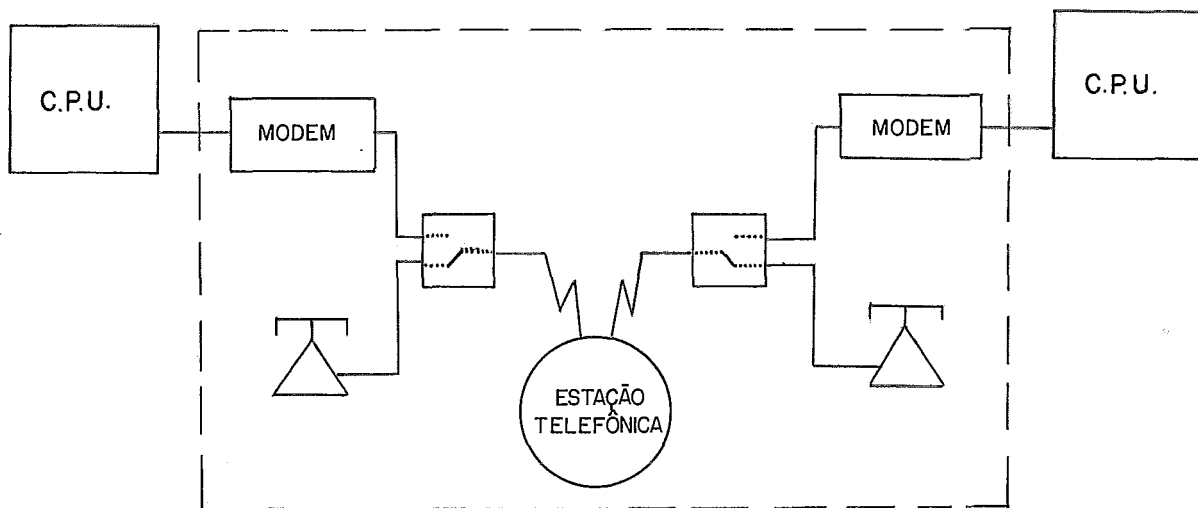 C.P.U.
C.P.U.
MODEM
MODEM
ESTAÇÃO
TELEFÔNICA